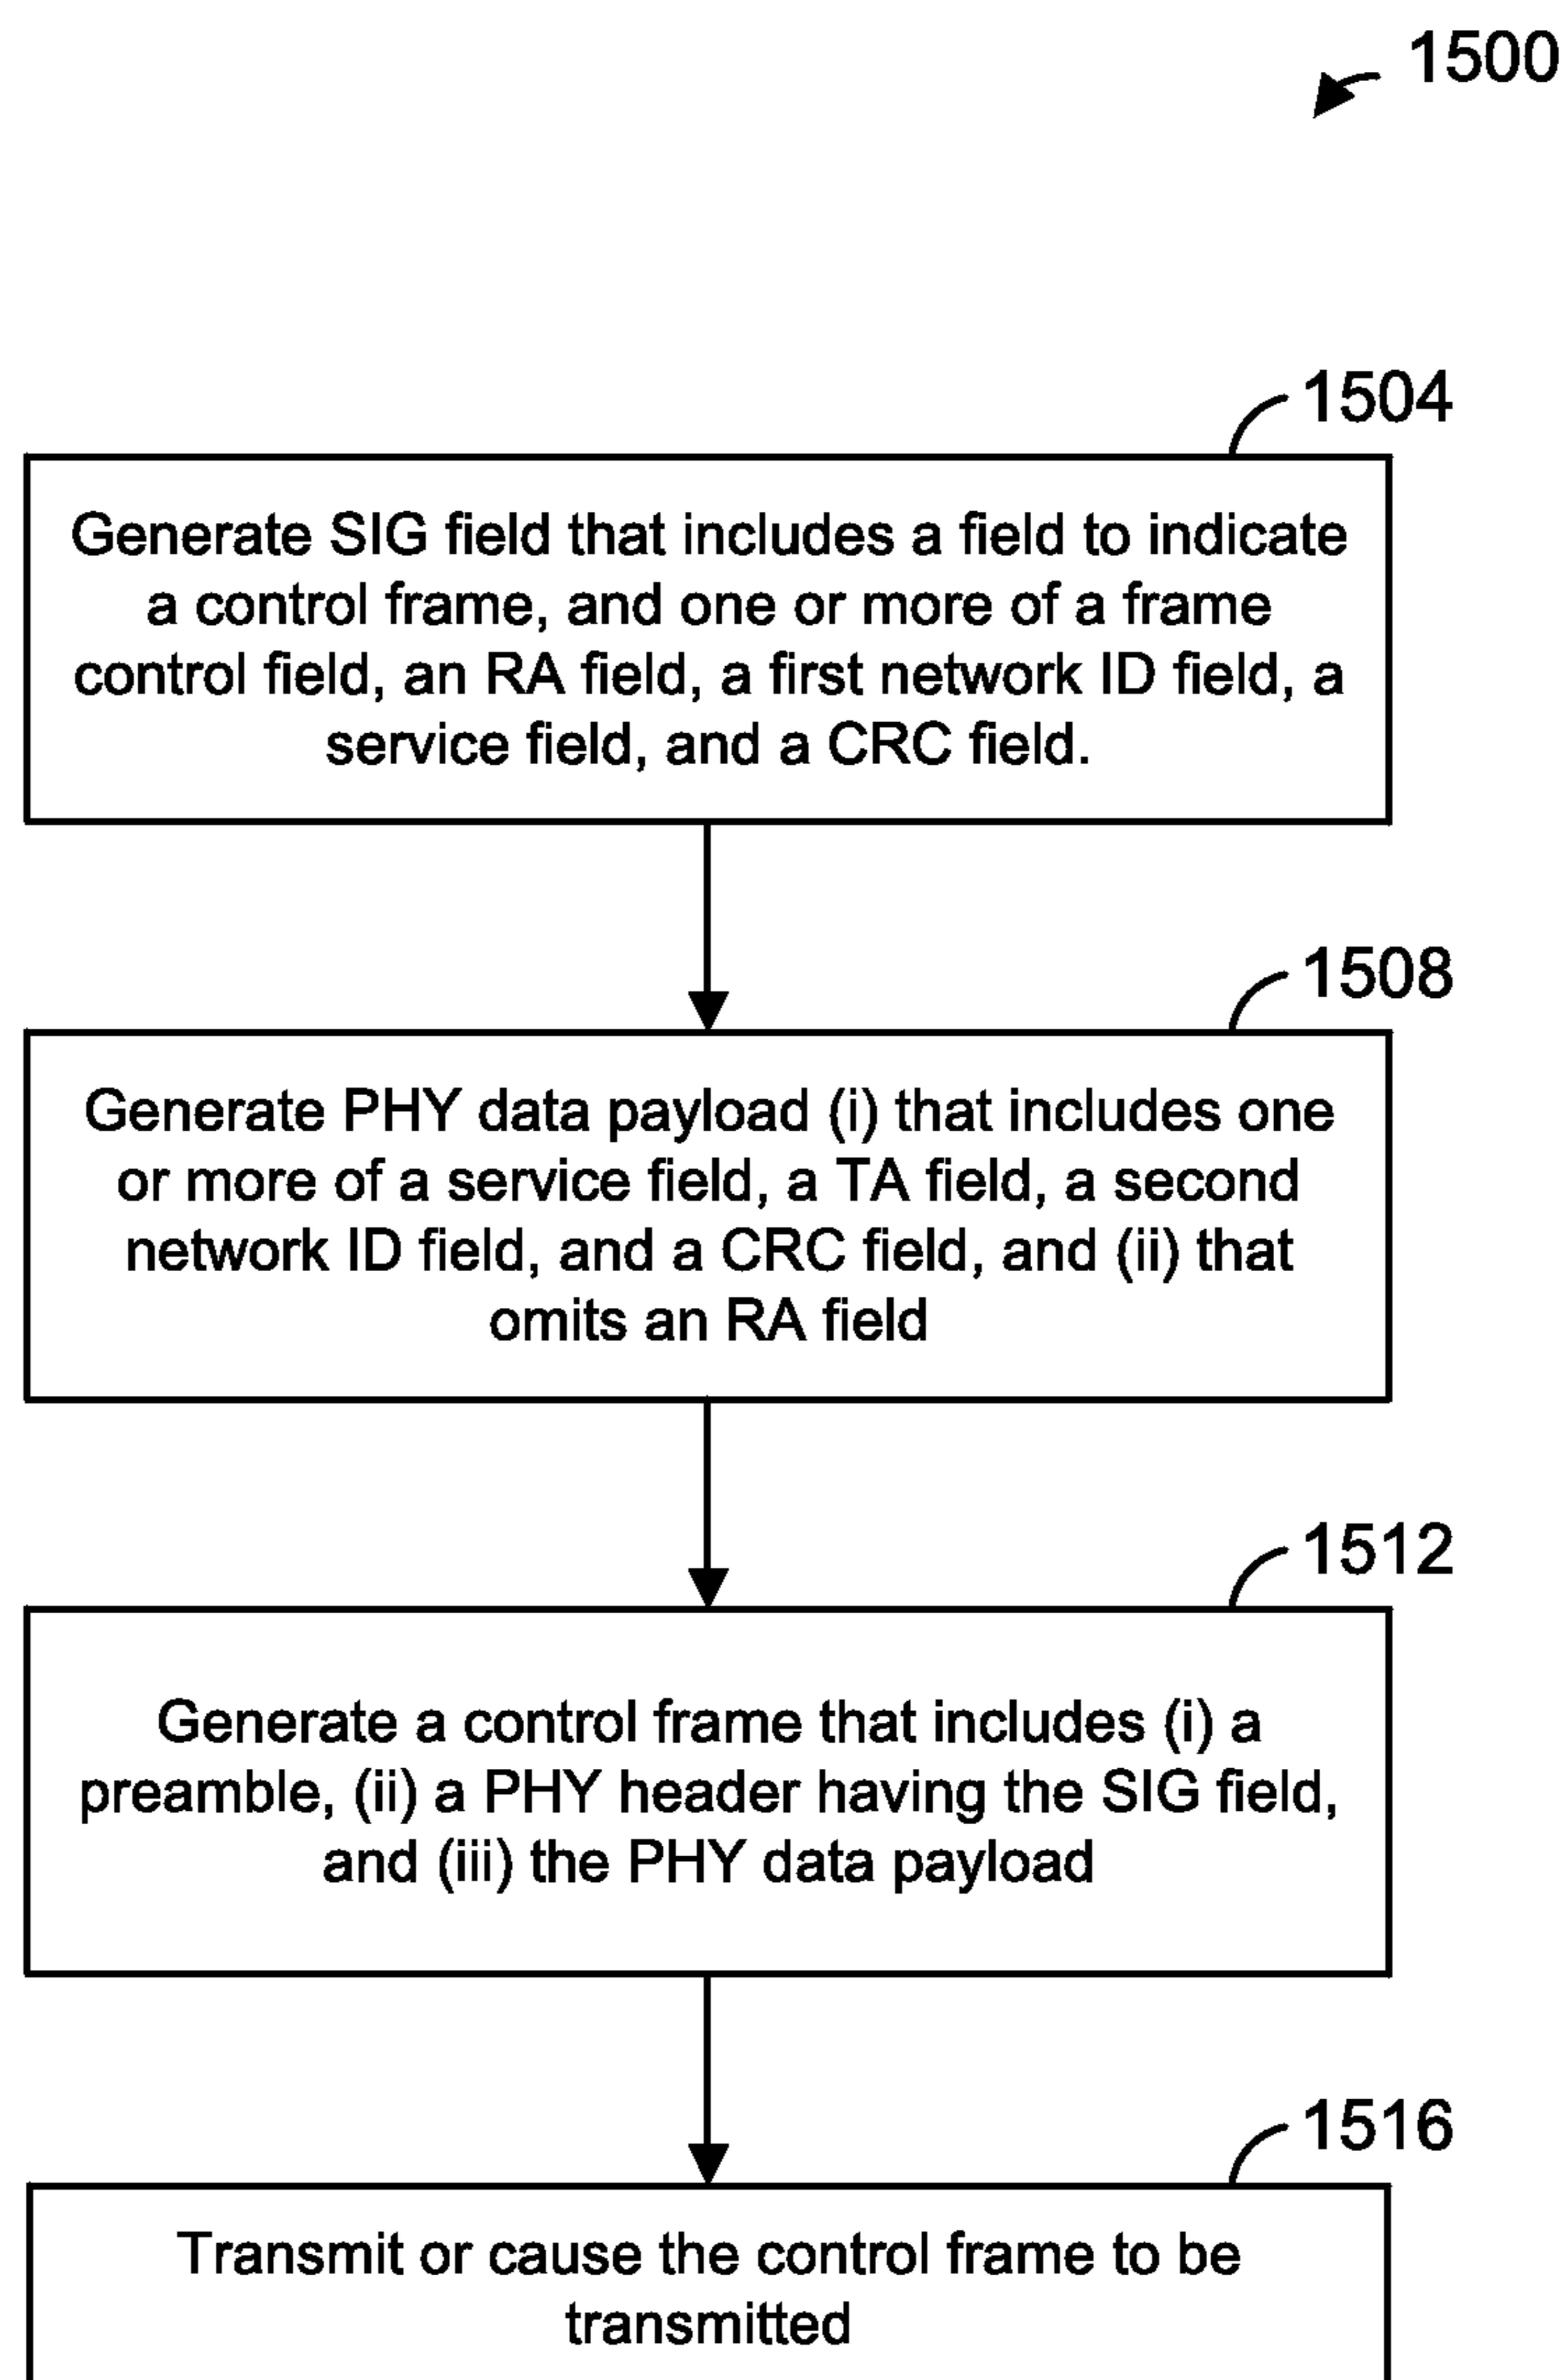 1500
1504
Generate SIG field that includes a field to indicate
a control frame, and one or more of a frame
control field, an RA field, a first network ID field, a
service field, and a CRC field.
1508
Generate PHY data payload (i) that includes one
or more of a service field, a TA field, a second
network ID field, and a CRC field, and (ii) that
omits an RA field
1512
Generate a control frame that includes (i) a
preamble, (ii) a PHY header having the SIG field,
and (iii) the PHY data payload
1516
Transmit or cause the control frame to be
transmitted